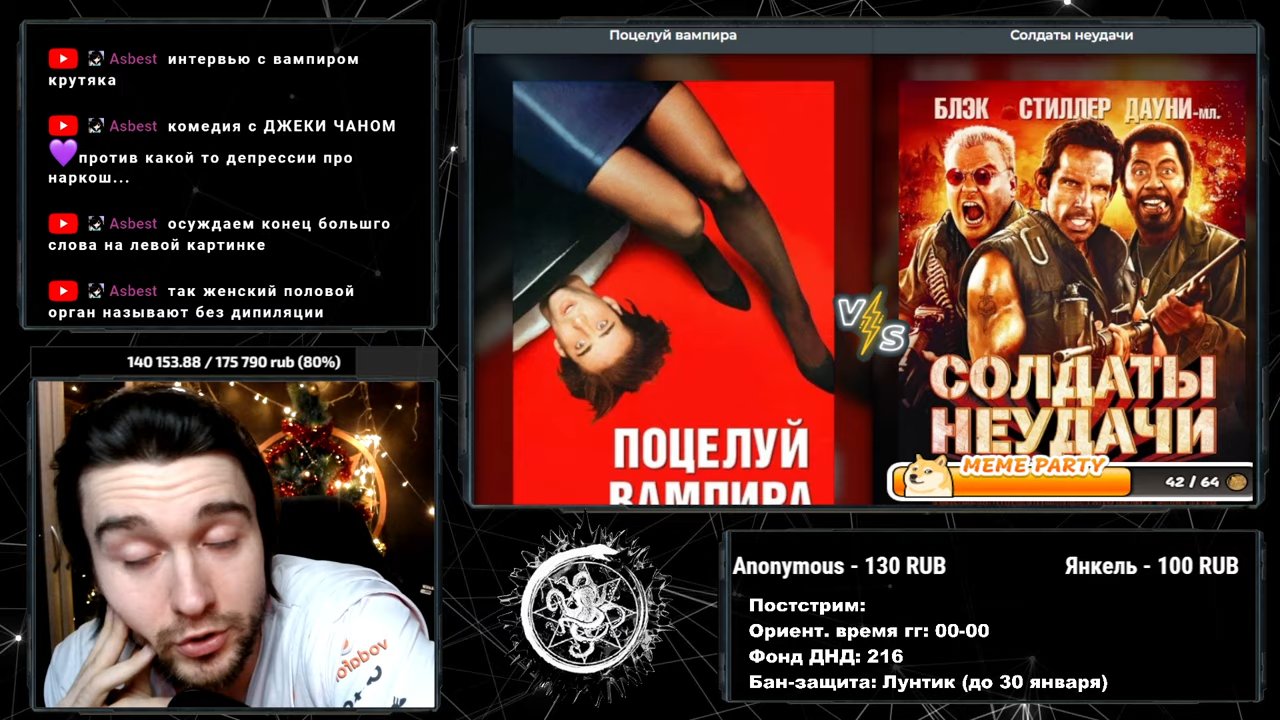 Asbest интервью с вампиром
крутяка
Asbest комедия с ДЖЕКИ ЧАНОМ
против какой то депрессии про
наркош...
Asbest осуждаем конец большго
слова на левой картинке
Asbest так женский половой
орган называют без дипиляции
140 153.88 / 175 790 rub (80%)
vodafo
Поцелуй вампира
Солдаты неудачи
ПОЦЕЛУЙ
ВАМПИРА
VS
БЛЭК СТИЛЛЕР ДАУНИ-МЛ.
СОЛДАТЫ
НЕУДАЧИ
MEME PARTY
42 / 64
Anonymous - 130 RUB
Янкель - 100 RUB
Постстрим:
Ориент. время гг: 00-00
Фонд ДНД: 216
Бан-защита: Лунтик (до 30 января)